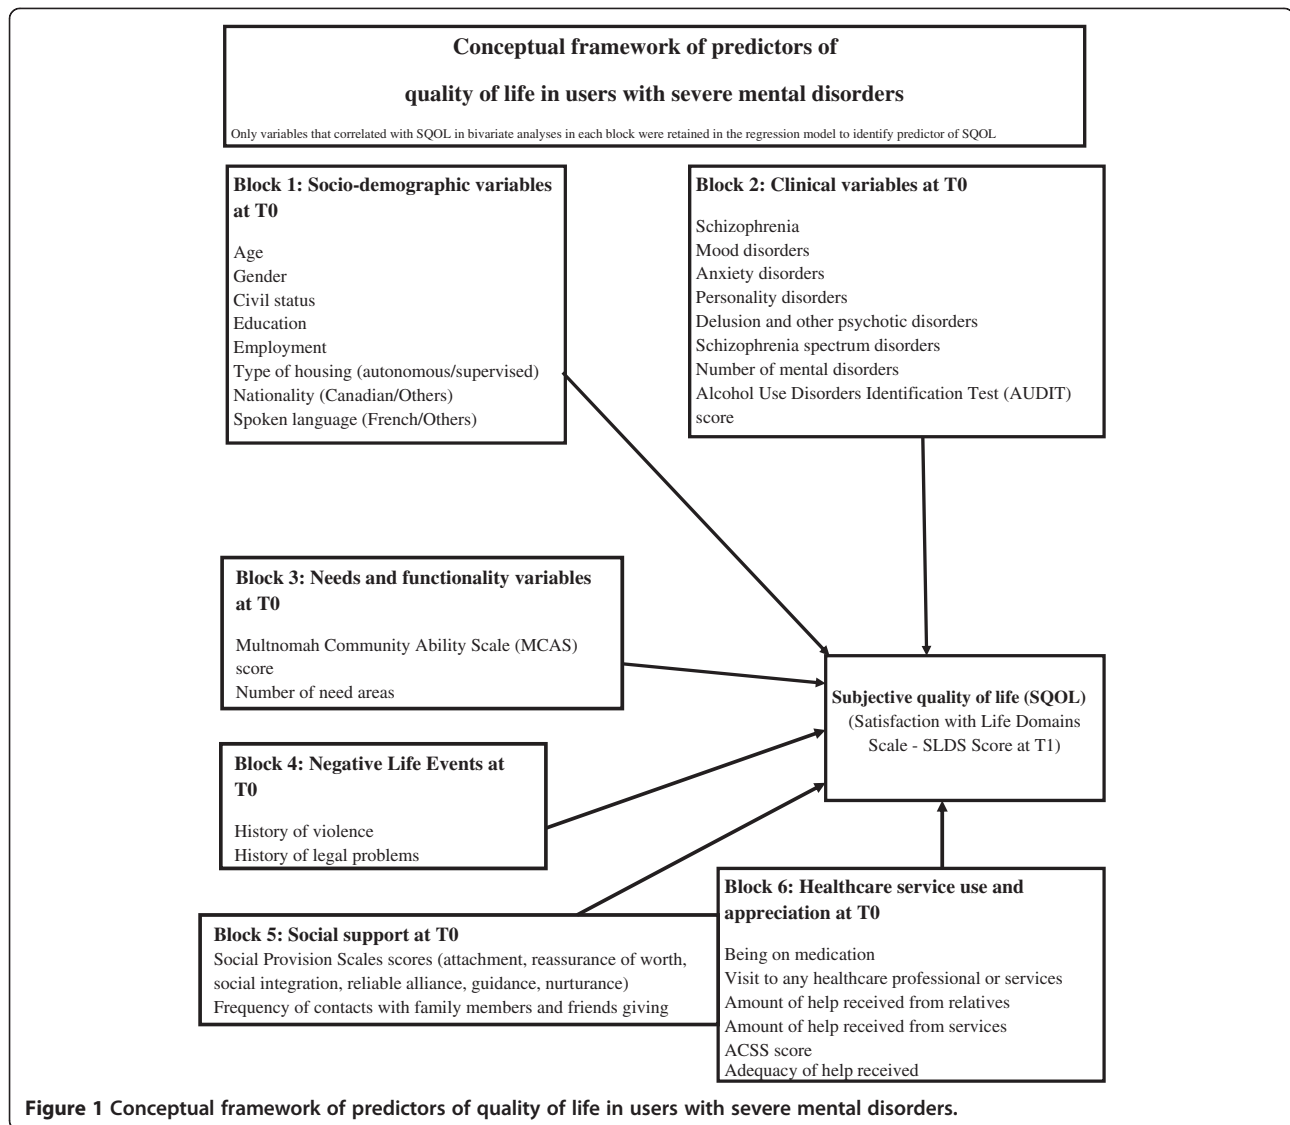 Conceptual framework of predictors of
quality of life in users with severe mental disorders
Only variables that correlated with SQOL in bivariate analyses in each block were retained in the regression model to identify predictor of SQOL
Block 1: Socio-demographic variables
at T0
Age
Gender
Civil status
Education
Employment
Type of housing (autonomous/supervised)
Nationality (Canadian/Others)
Spoken language (French/Others)
Block 2: Clinical variables at T0
Schizophrenia
Mood disorders
Anxiety disorders
Personality disorders
Delusion and other psychotic disorders
Schizophrenia spectrum disorders
Number of mental disorders
Alcohol Use Disorders Identification Test (AUDIT)
score
Block 3: Needs and functionality variables
at T0
Multnomah Community Ability Scale (MCAS)
score
Number of need areas
Subjective quality of life (SQOL)
(Satisfaction with Life Domains
Scale - SLDS Score at T1)
Block 4: Negative Life Events at
T0
History of violence
History of legal problems
Block 5: Social support at T0
Social Provision Scales scores (attachment, reassurance of worth,
social integration, reliable alliance, guidance, nurturance)
Frequency of contacts with family members and friends giving
Block 6: Healthcare service use and
appreciation at T0
Being on medication
Visit to any healthcare professional or services
Amount of help received from relatives
Amount of help received from services
ACSS score
Adequacy of help received
Figure 1 Conceptual framework of predictors of quality of life in users with severe mental disorders.